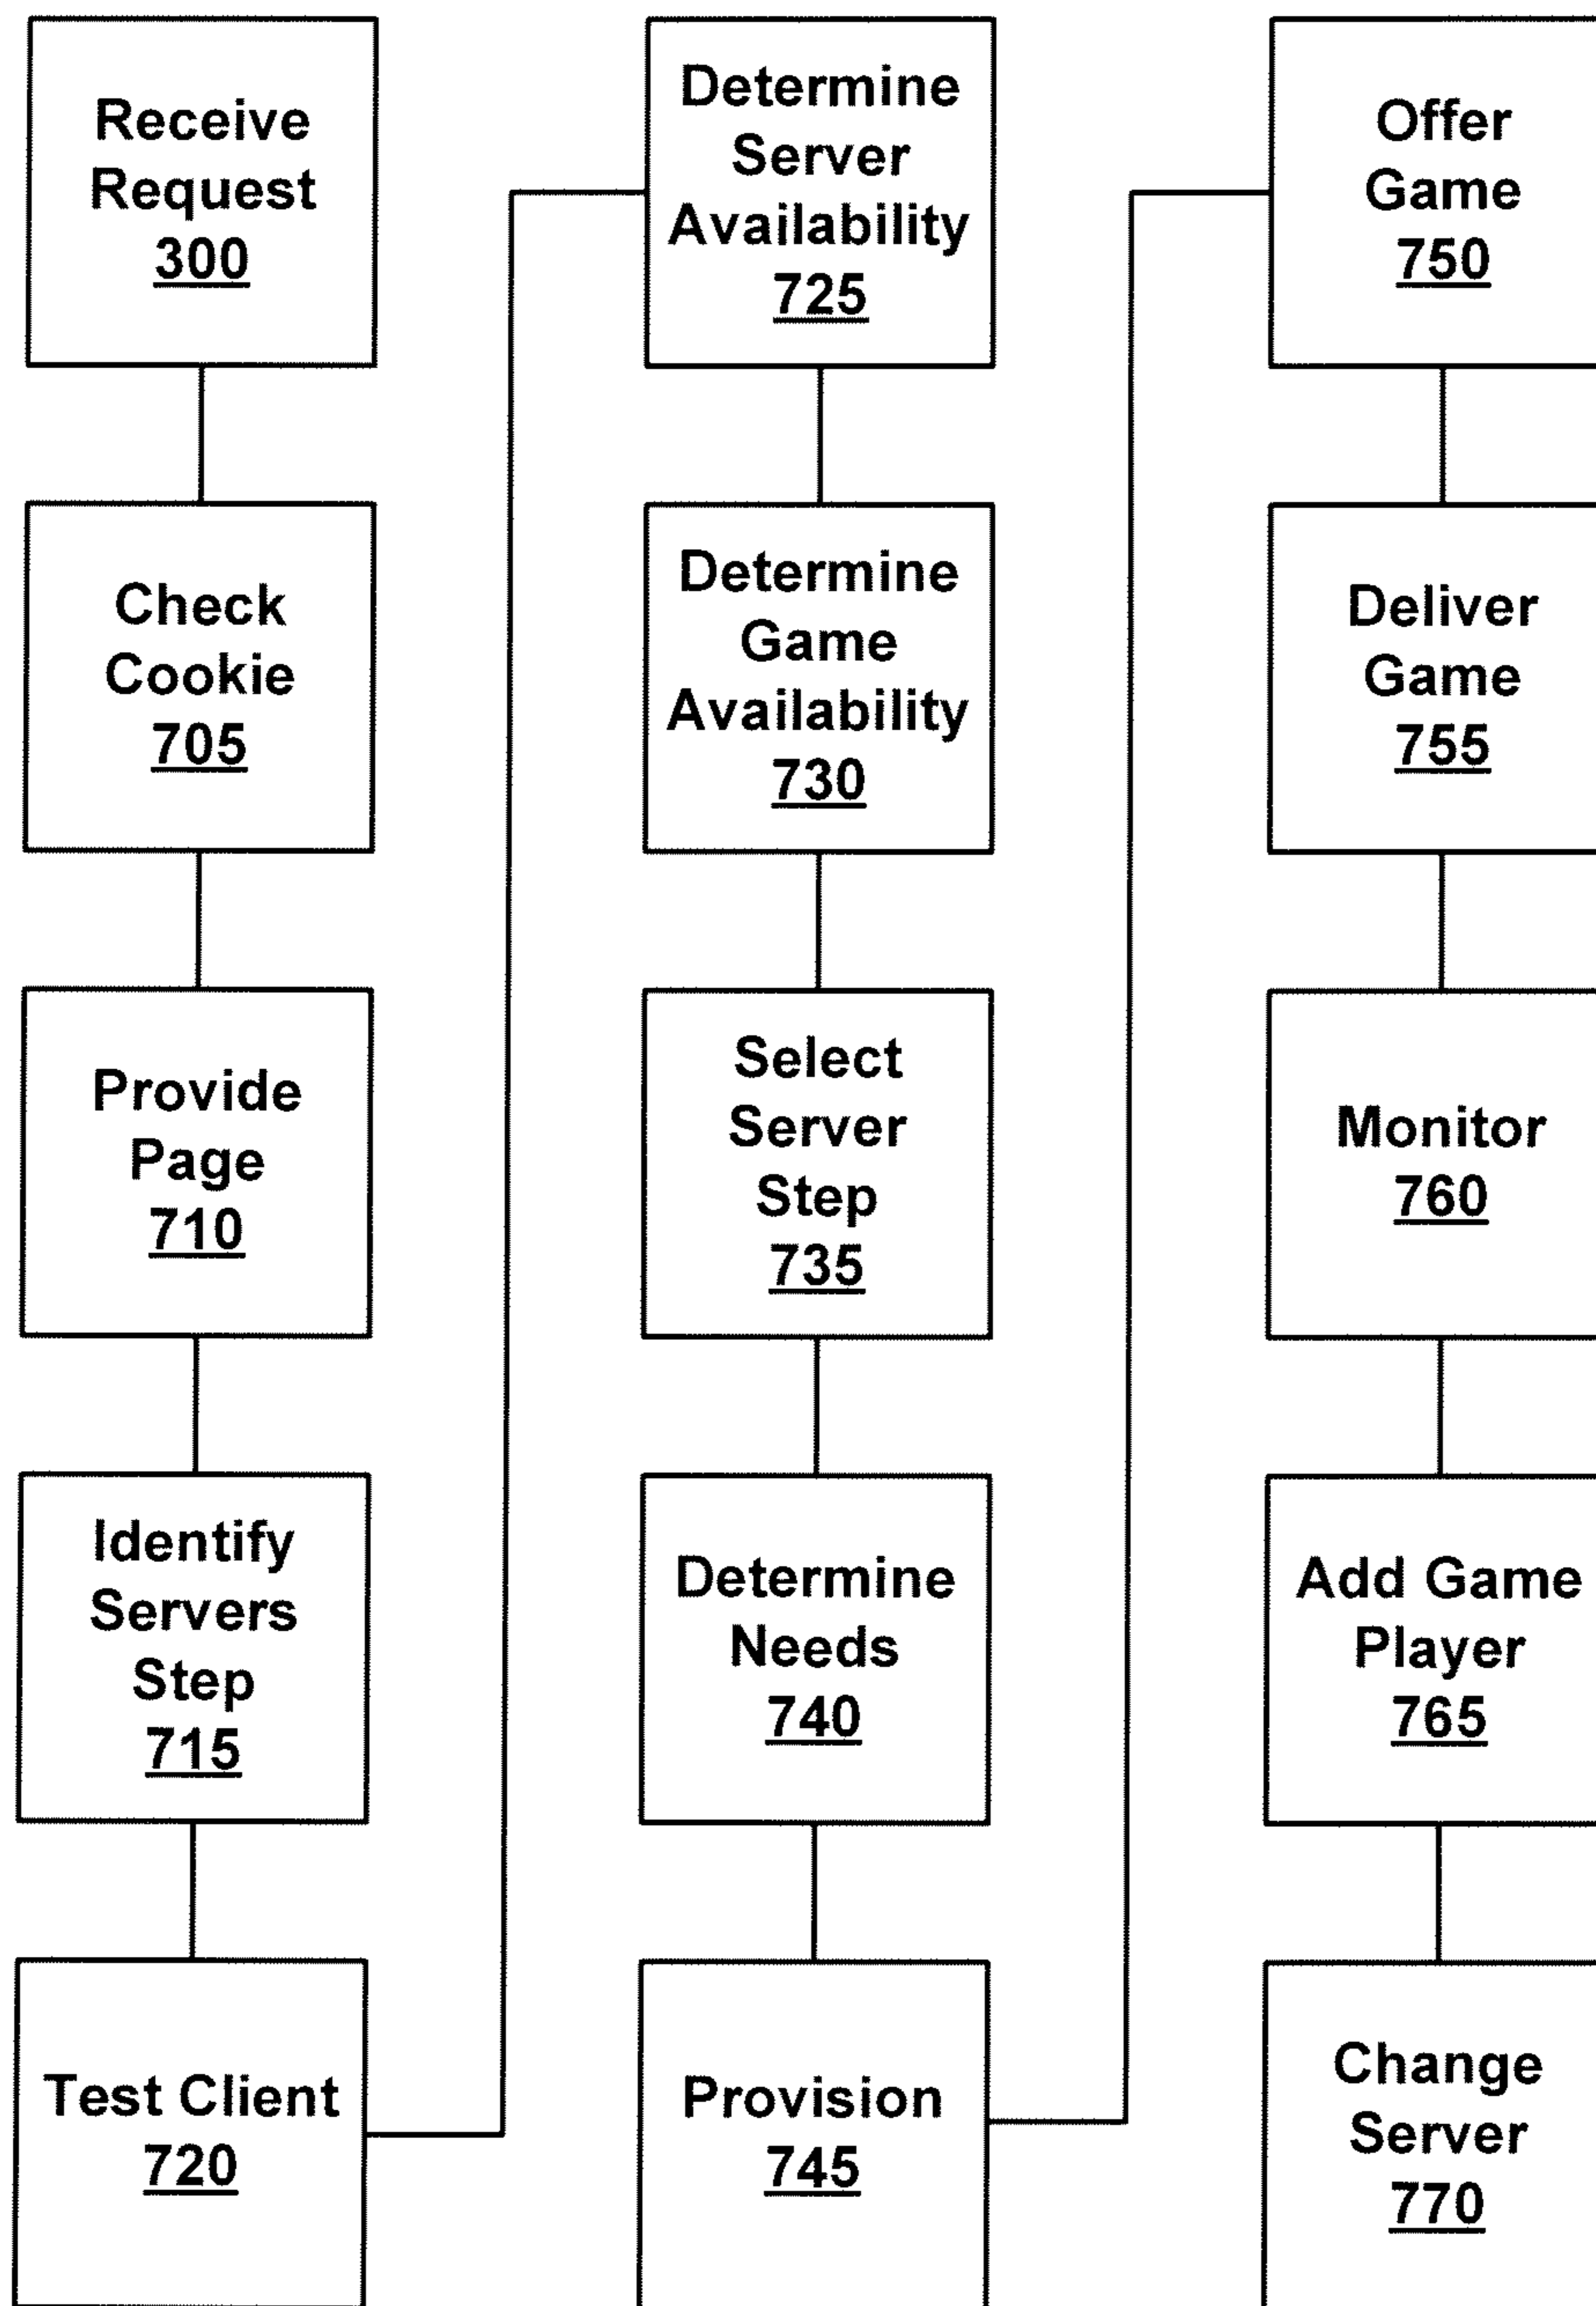 Receive
Request
300
Check
Cookie
705
Provide
Page
710
Identify
Servers
Step
715
Test Client
720
Determine
Server
Availability
725
Determine
Game
Availability
730
Select
Server
Step
735
Determine
Needs
740
Provision
745
Offer
Game
750
Deliver
Game
755
Monitor
760
Add Game
Player
765
Change
Server
770